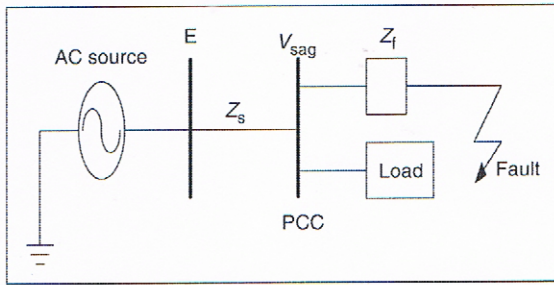 E
V_sag
Z_f
AC source
Z_s
Load
Fault
PCC